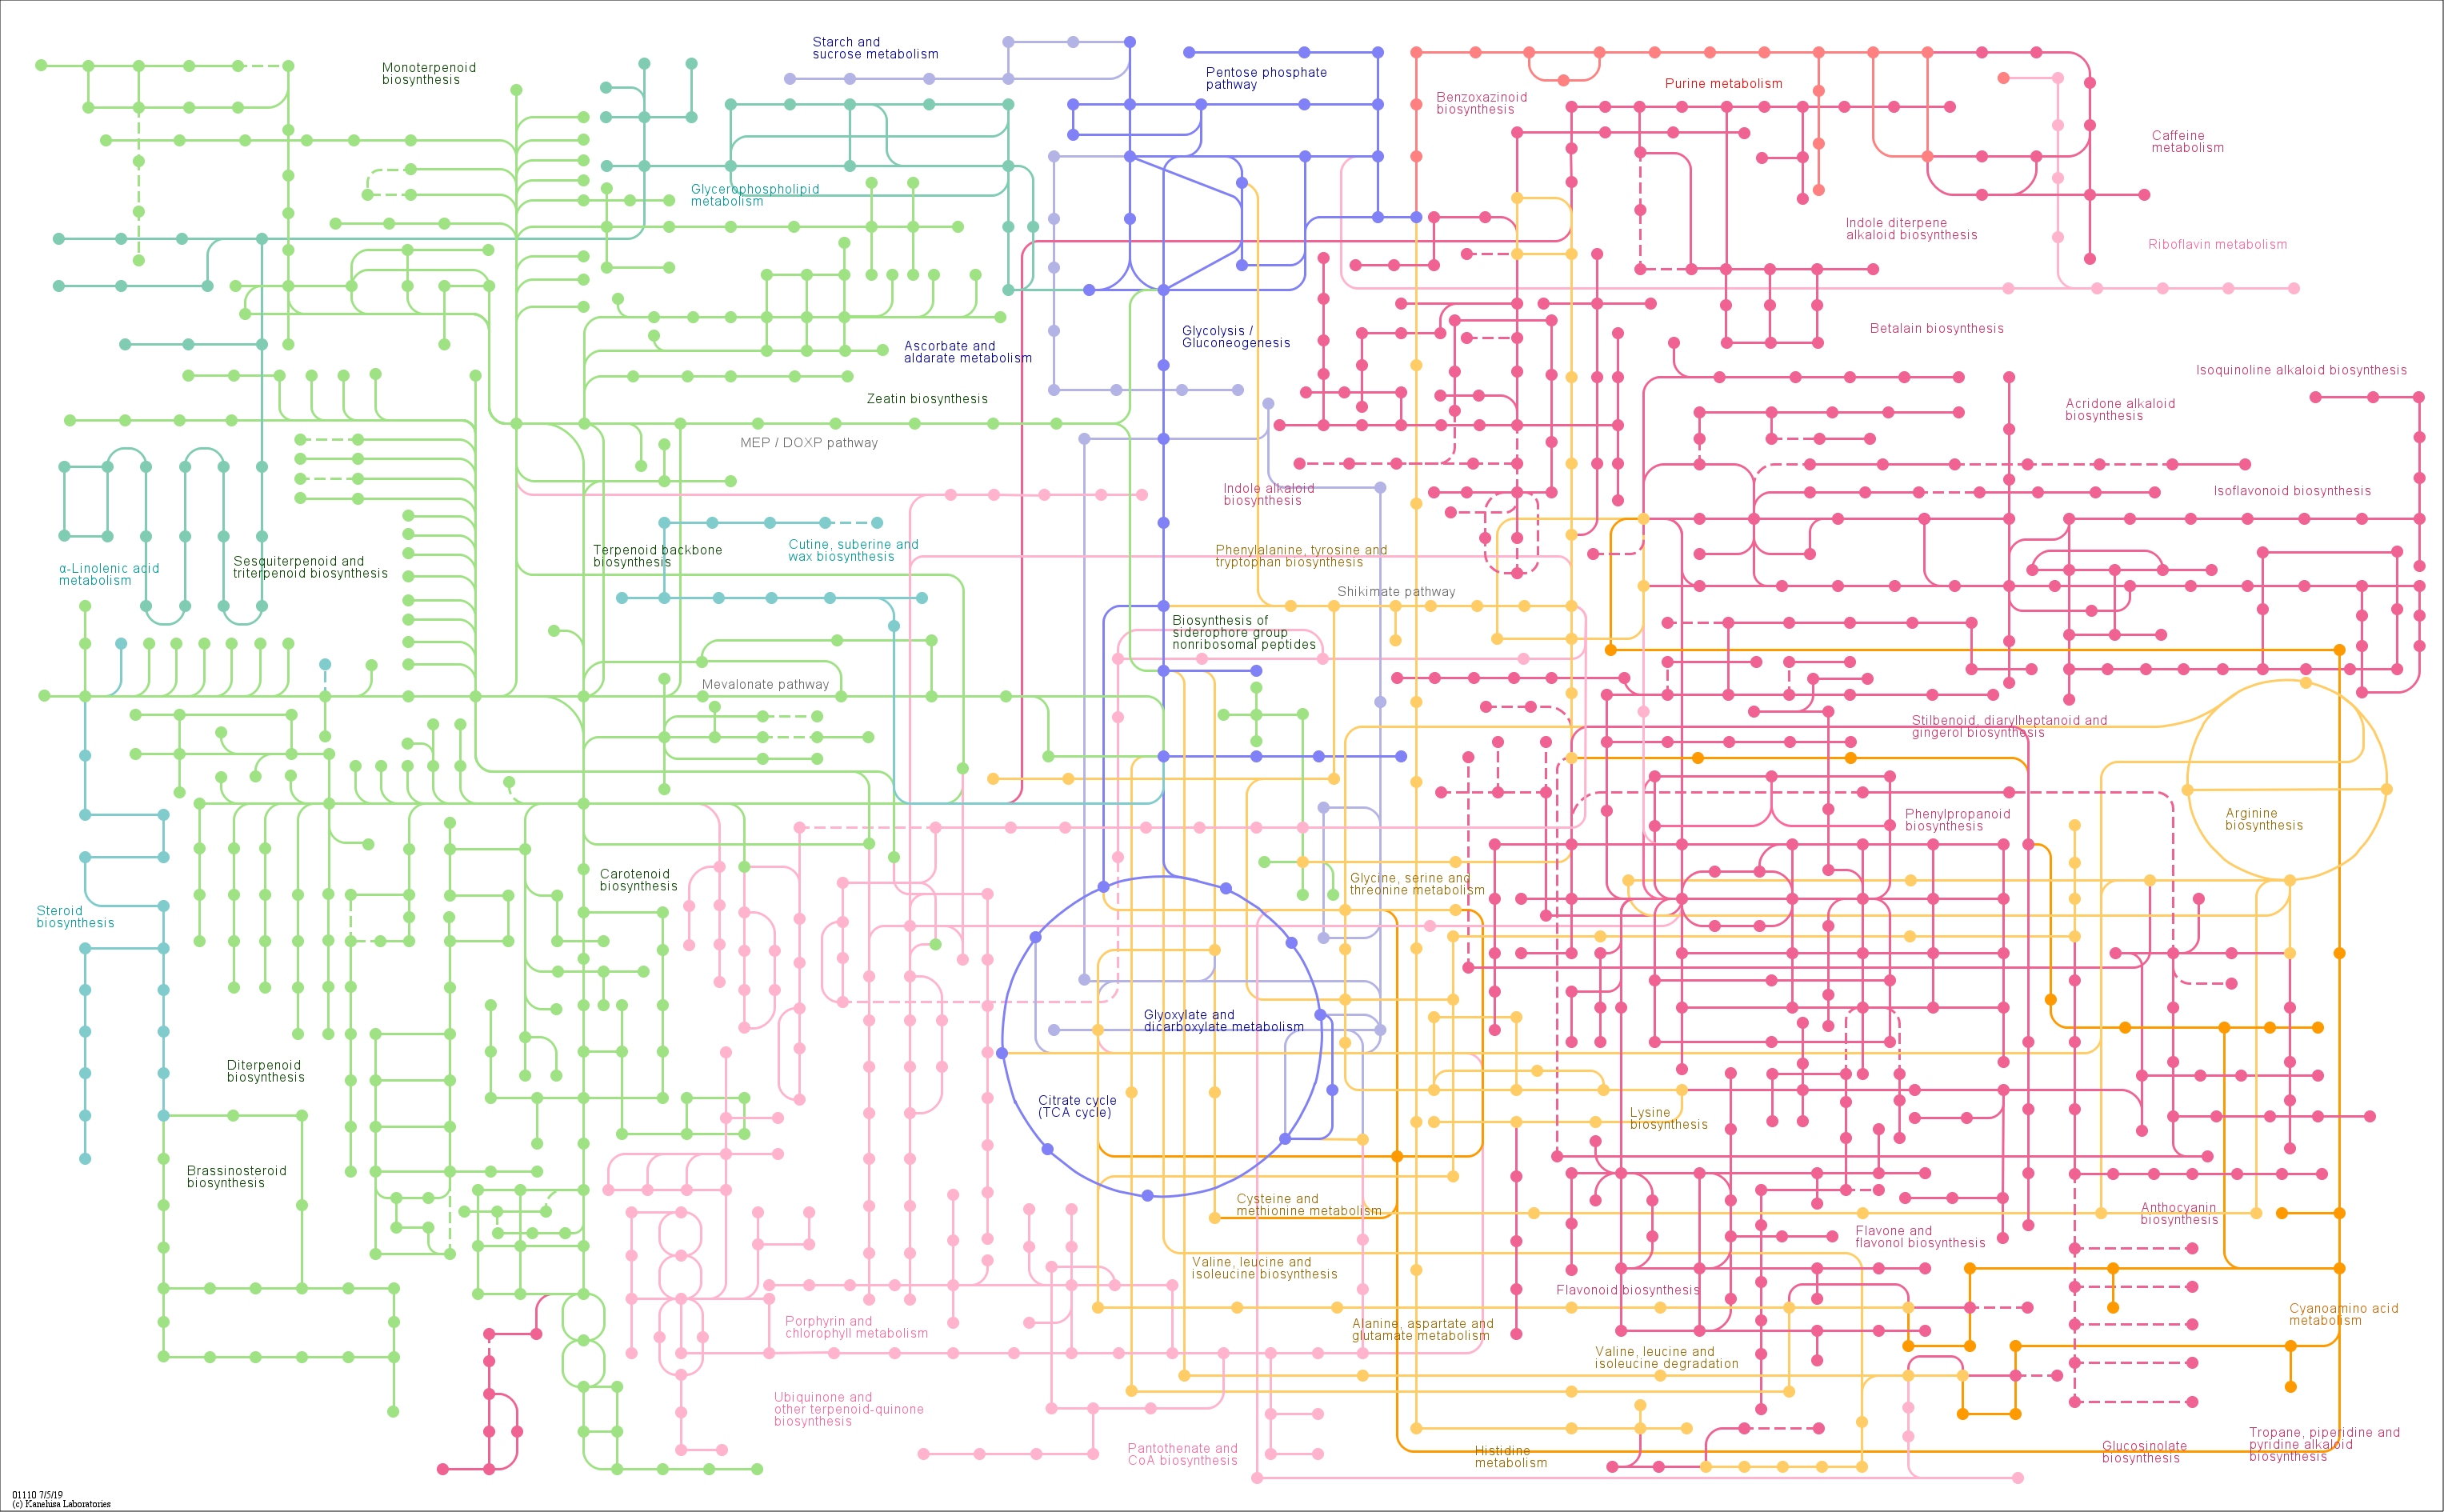 Starch and
sucrose metabolism
Monoterpenoid
biosynthesis
Pentose phosphate
pathway
Purine metabolism
Benzoxazinoid
biosynthesis
Caffeine
metabolism
Glycerophospholipid
metabolism
Indole diterpene
alkaloid biosynthesis
Riboflavin metabolism
Glycolysis /
Gluconeogenesis
Betalain biosynthesis
Ascorbate and
aldarate metabolism
Isoquinoline alkaloid biosynthesis
Zeatin biosynthesis
Acridone alkaloid
biosynthesis
MEP / DOXP pathway
Indole alkaloid
biosynthesis
Isoflavonoid biosynthesis
Cutine, suberine and
wax biosynthesis
Terpenoid backbone
biosynthesis
Phenylalanine, tyrosine and
tryptophan biosynthesis
Sesquiterpenoid and
triterpenoid biosynthesis
α-Linolenic acid
metabolism
Shikimate pathway
Biosynthesis of
siderophore group
nonribosomal peptides
Mevalonate pathway
Stilbenoid, diarylheptanoid and
gingerol biosynthesis
Phenylpropanoid
biosynthesis
Arginine
biosynthesis
Carotenoid
biosynthesis
Glycine, serine and
threonine metabolism
Steroid
biosynthesis
Glyoxylate and
dicarboxylate metabolism
Diterpenoid
biosynthesis
Citrate cycle
(TCA cycle)
Lysine
biosynthesis
Brassinosteroid
biosynthesis
Cysteine and
methionine metabolism
Anthocyanin
biosynthesis
Flavone and
flavonol biosynthesis
Valine, leucine and
isoleucine biosynthesis
Flavonoid biosynthesis
Cyanoamino acid
metabolism
Porphyrin and
chlorophyll metabolism
Alanine, aspartate and
glutamate metabolism
Valine, leucine and
isoleucine degradation
Ubiquinone and
other terpenoid-quinone
biosynthesis
Pantothenate and
CoA biosynthesis
Histidine
metabolism
Glucosinolate
biosynthesis
Tropane, piperidine and
pyridine alkaloid
biosynthesis
01110 7/5/19
(c) Kanehisa Laboratories